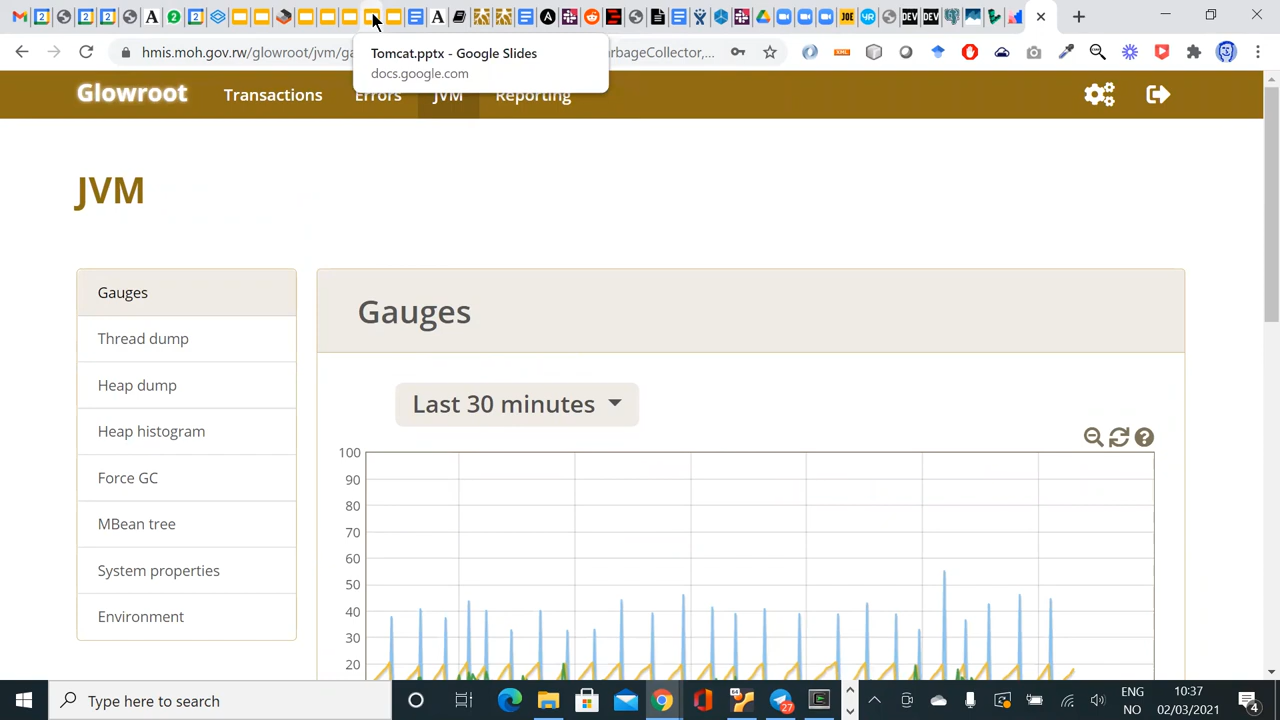 hmis.moh.gov.rw/glowroot/jvm/ga
rbageCollector,...
Tomcat.pptx - Google Slides
docs.google.com
Glowroot
Transactions
Errors
JVM
Reporting
JVM
Gauges
Thread dump
Heap dump
Heap histogram
Force GC
MBean tree
System properties
Environment
Gauges
Last 30 minutes
100
90
80
70
60
50
40
30
20
Type here to search
27
ENG
NO
10:37
02/03/2021
4